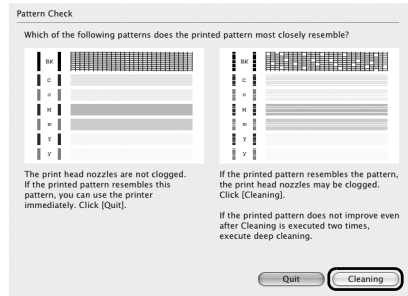 Pattern Check
Which of the following patterns does the printed pattern most closely resemble?
BK
C
c
M
m
Y
y
BK
C
c
M
m
Y
y
The print head nozzles are not clogged.
If the printed pattern resembles this
pattern, you can use the printer
immediately. Click [Quit].
If the printed pattern resembles the pattern,
the print head nozzles may be clogged.
Click [Cleaning].
If the printed pattern does not improve even
after Cleaning is executed two times,
execute deep cleaning.
Quit
Cleaning